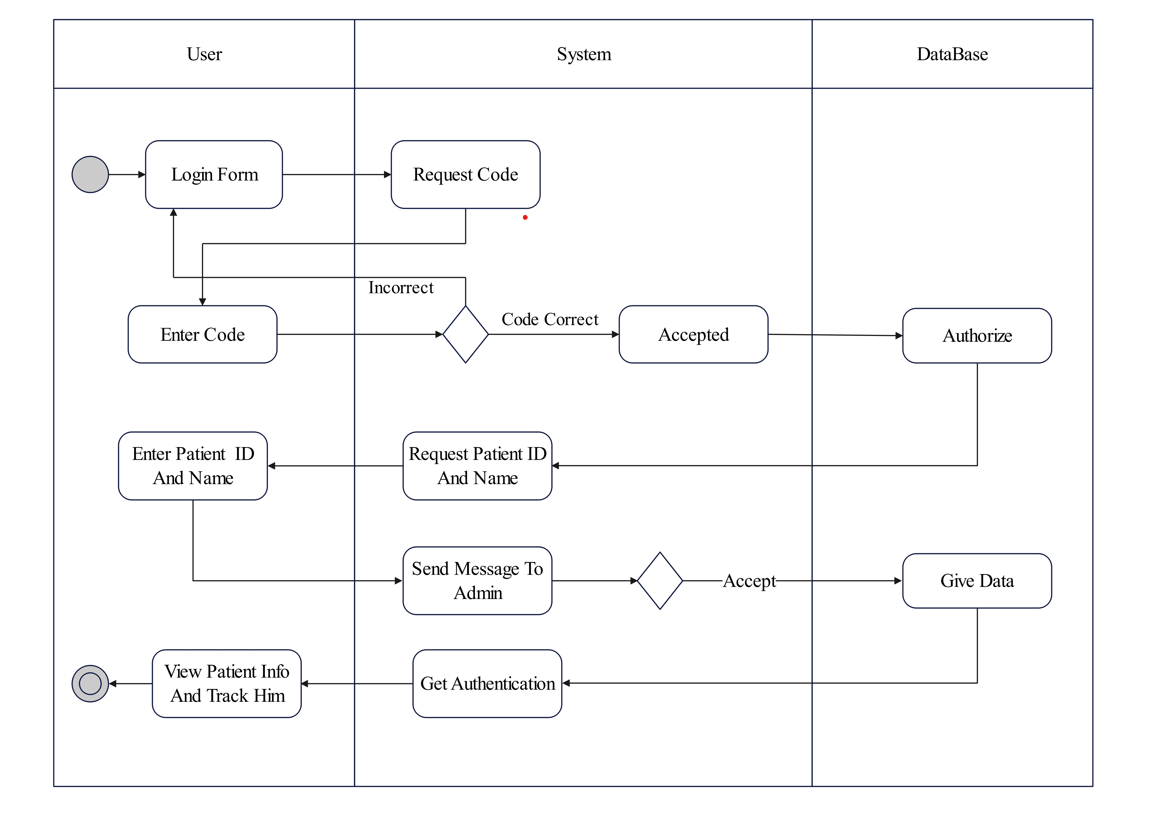 User
System
DataBase
Login Form
Request Code
Incorrect
Enter Code
Code Correct
Accepted
Authorize
Enter Patient  ID
And Name
Request Patient ID
And Name
Send Message To
Admin
Accept
Give Data
View Patient Info
And Track Him
Get Authentication